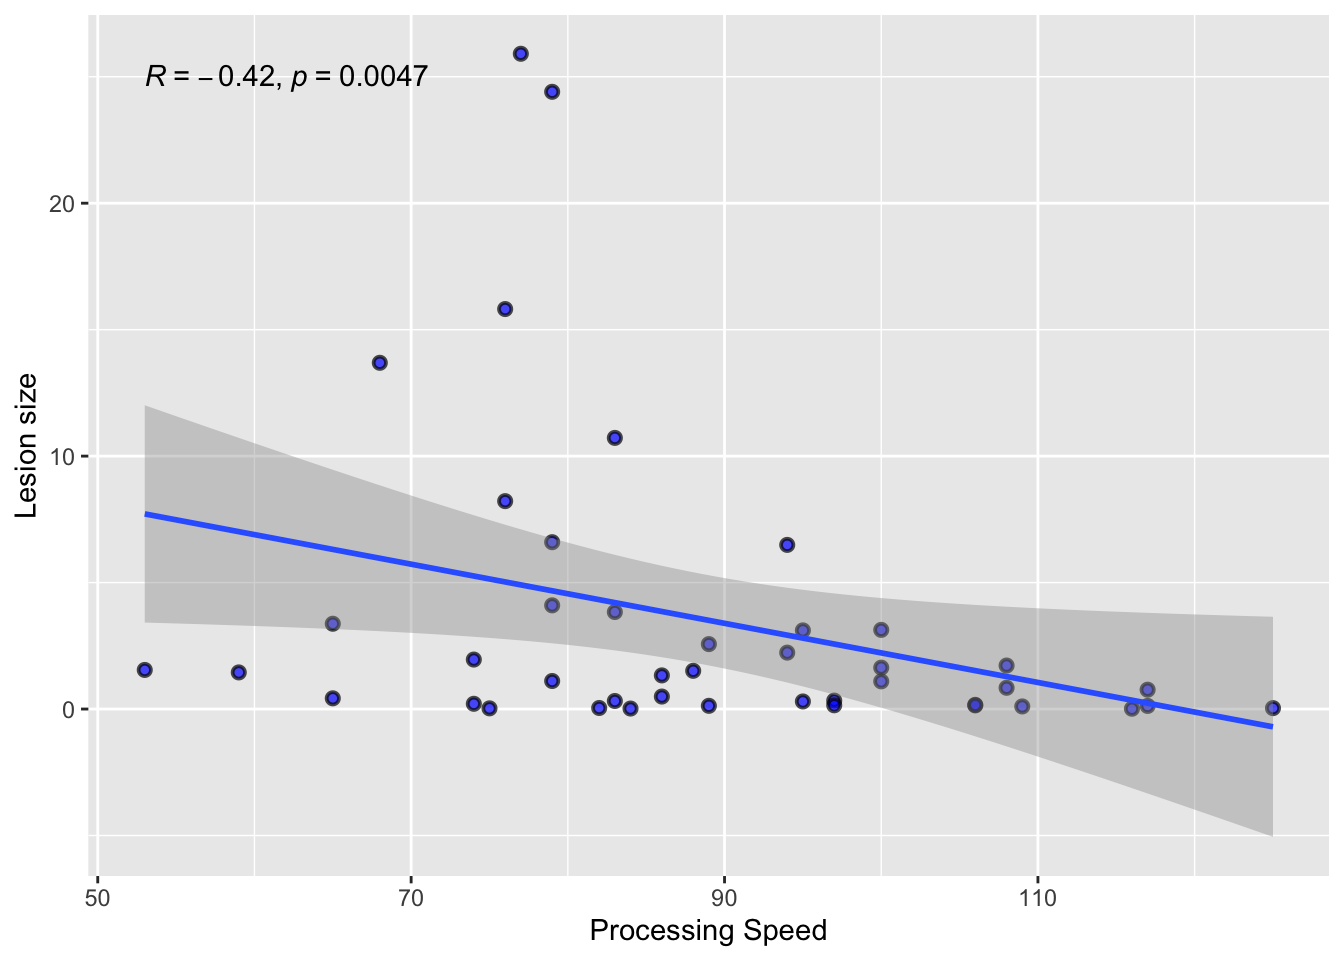 R = −0.42, p = 0.0047
20
10
0
Lesion size
50 70 90 110
Processing Speed